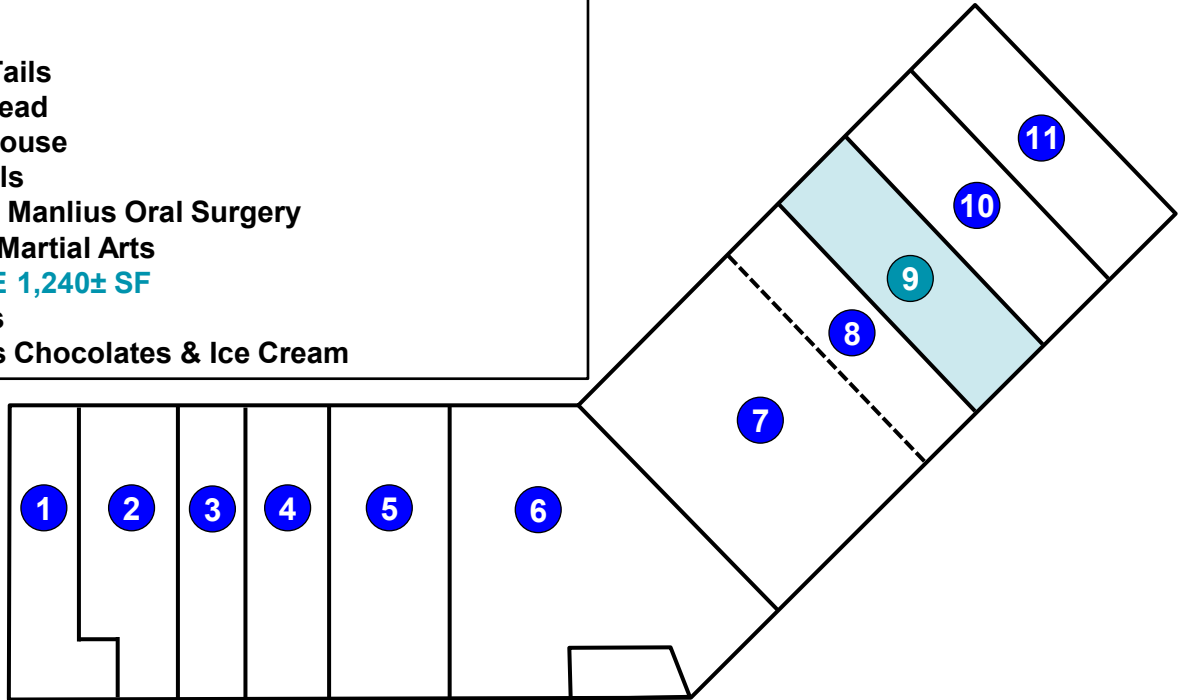 ails
ead
ouse
ls
Manlius Oral Surgery
Martial Arts
E 1,240± SF
s
s Chocolates & Ice Cream
11
10
9
8
7
1 2 3 4 5 6